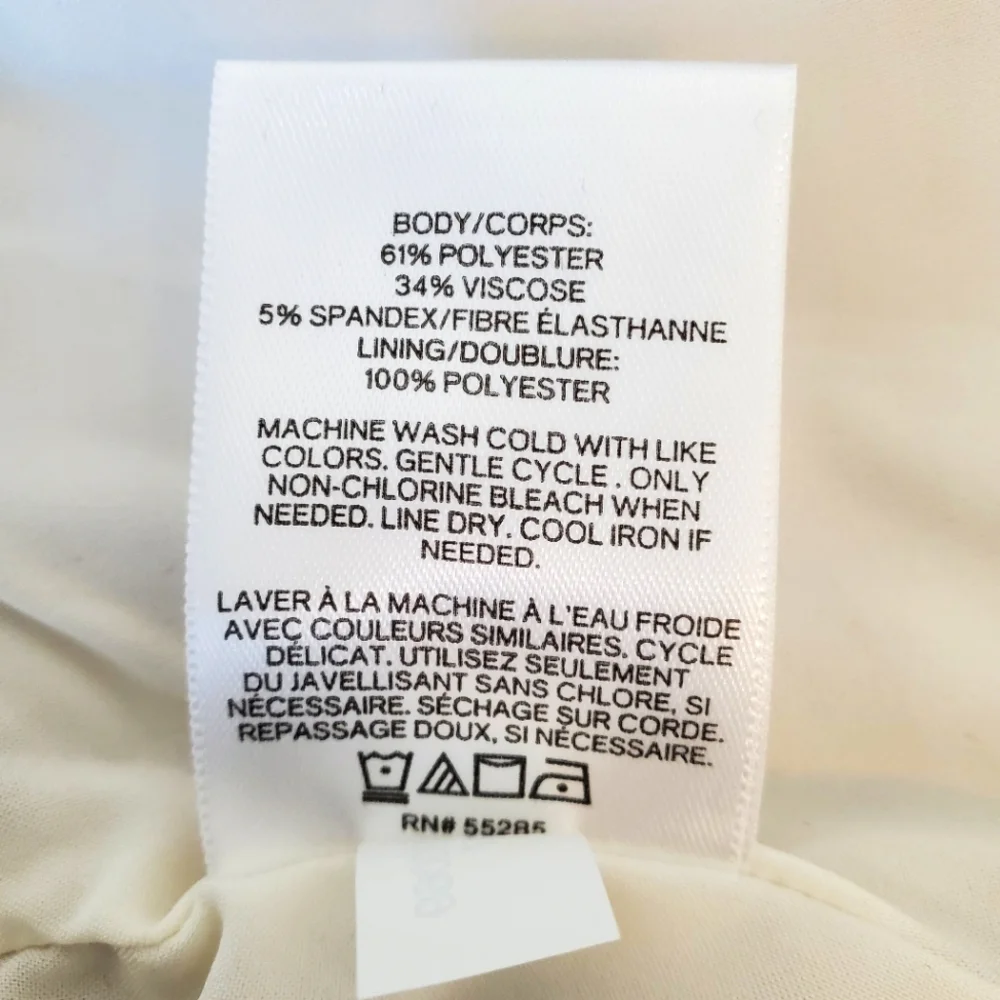 BODY/CORPS:
61% POLYESTER
34% VISCOSE
5% SPANDEX/FIBRE ÉLASTHANNE
LINING/DOUBLURE:
100% POLYESTER
MACHINE WASH COLD WITH LIKE
COLORS. GENTLE CYCLE . ONLY
NON-CHLORINE BLEACH WHEN
NEEDED. LINE DRY. COOL IRON IF
NEEDED.
LAVER À LA MACHINE À L'EAU FROIDE
AVEC COULEURS SIMILAIRES. CYCLE
DÉLICAT. UTILISEZ SEULEMENT
DU JAVELLISANT SANS CHLORE, SI
NÉCESSAIRE. SÉCHAGE SUR CORDE.
REPASSAGE DOUX, SI NÉCESSAIRE.
RN# 55285